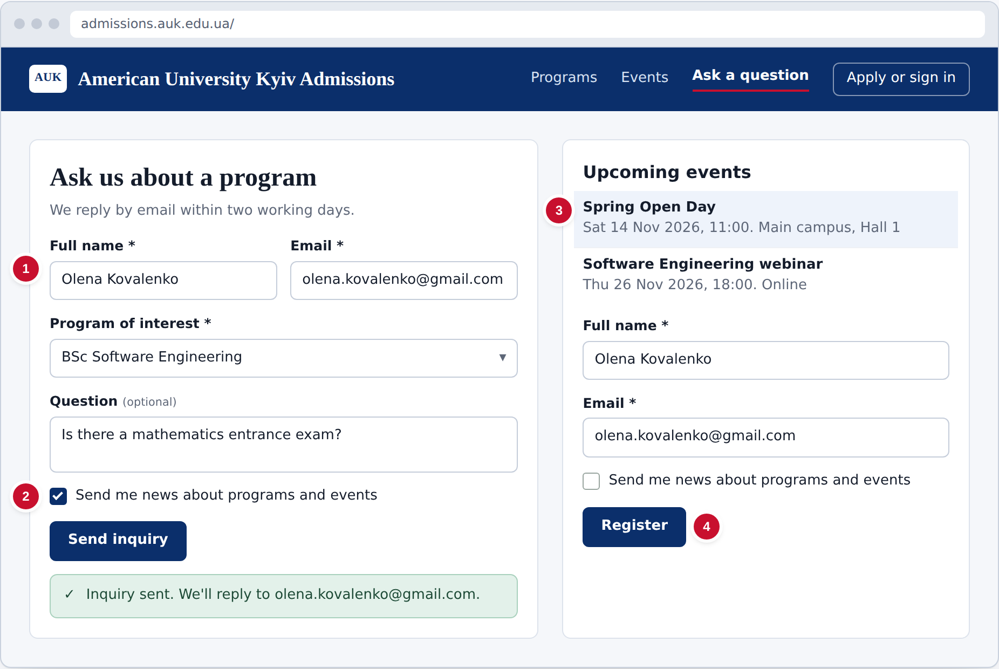 admissions.auk.edu.ua/
AUK
American University Kyiv Admissions
Programs
Events
Ask a question
Apply or sign in
Ask us about a program
We reply by email within two working days.
Full name *
Email *
1
Olena Kovalenko
olena.kovalenko@gmail.com
Program of interest *
BSc Software Engineering
Question (optional)
Is there a mathematics entrance exam?
2
Send me news about programs and events
Send inquiry
✓ Inquiry sent. We'll reply to olena.kovalenko@gmail.com.
Upcoming events
3
Spring Open Day
Sat 14 Nov 2026, 11:00. Main campus, Hall 1
Software Engineering webinar
Thu 26 Nov 2026, 18:00. Online
Full name *
Olena Kovalenko
Email *
olena.kovalenko@gmail.com
Send me news about programs and events
Register
4